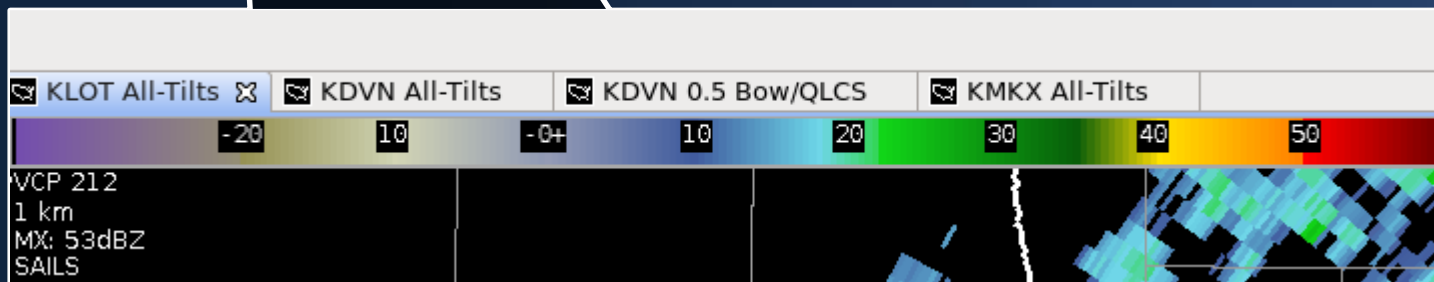 KLOT All-Tilts KDVN All-Tilts KDVN 0.5 Bow/QLCS KMKX All-Tilts
-20 10 -0+ 10 20 30 40 50
VCP 212
1 km
MX: 53dBZ
SAILS